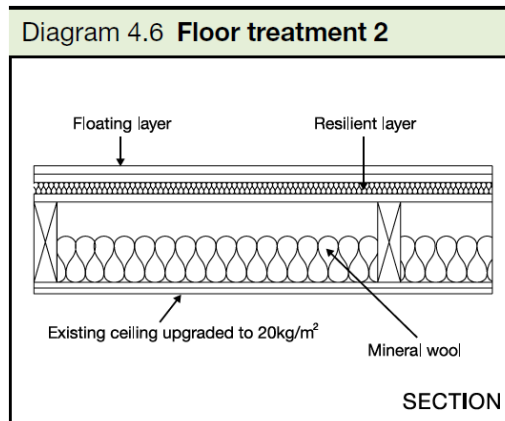 Diagram 4.6 Floor treatment 2
Floating layer
Resilient layer
Existing ceiling upgraded to 20kg/m²
Mineral wool
SECTION